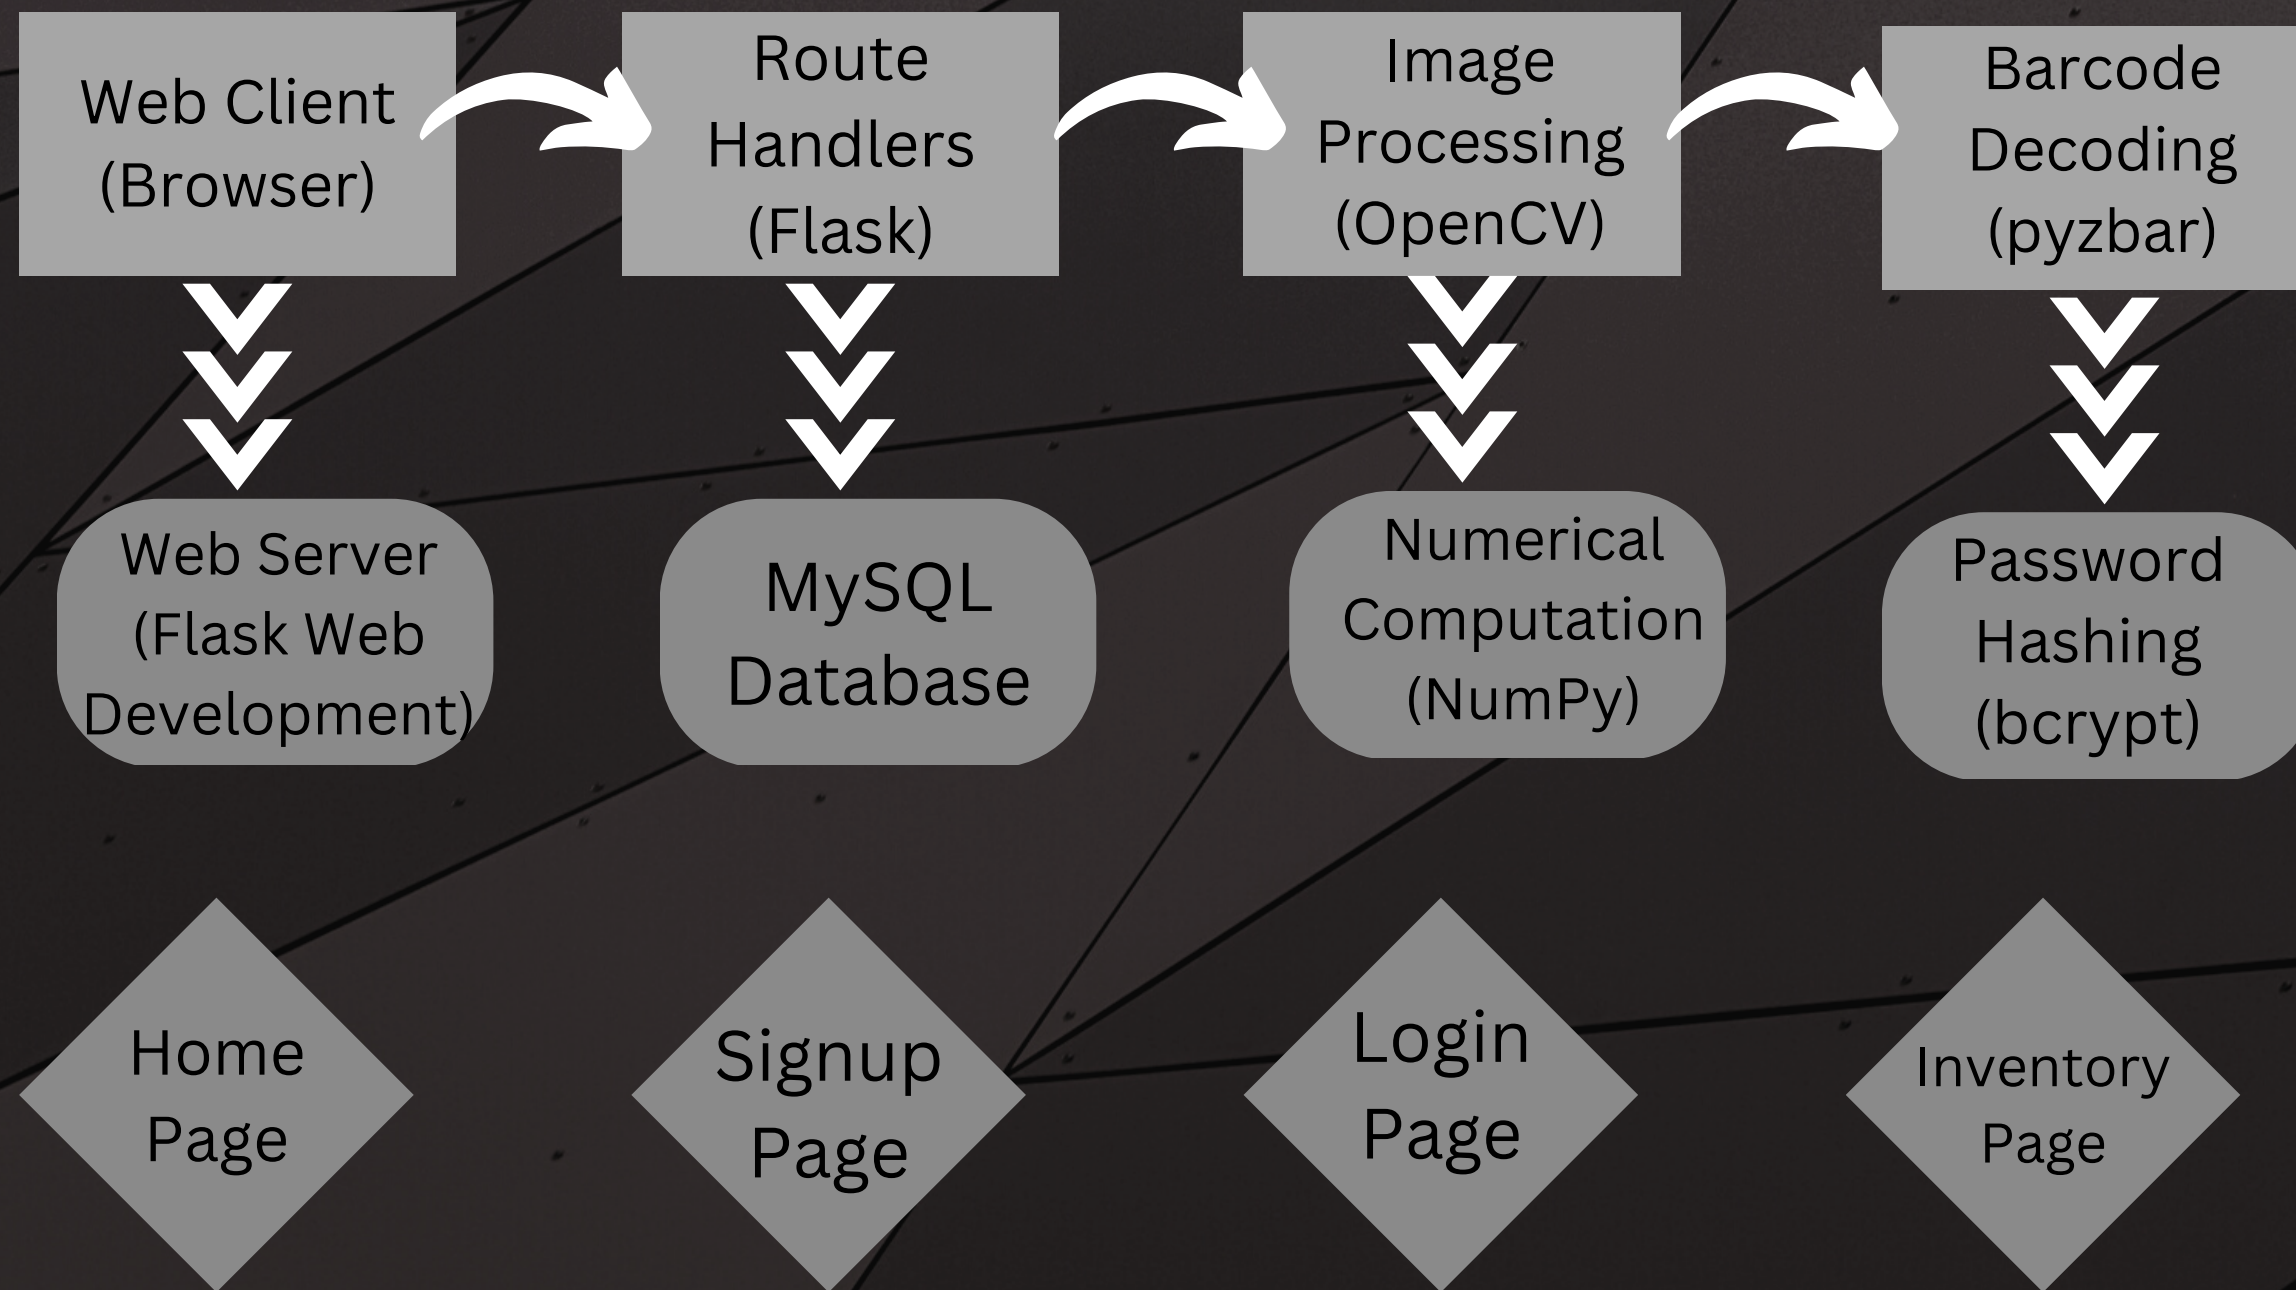 Web Client
(Browser)
Route
Handlers
(Flask)
Image
Processing
(OpenCV)
Barcode
Decoding
(pyzbar)
Web Server
(Flask Web
Development)
MySQL
Database
Numerical
Computation
(NumPy)
Password
Hashing
(bcrypt)
Home
Page
Signup
Page
Login
Page
Inventory
Page